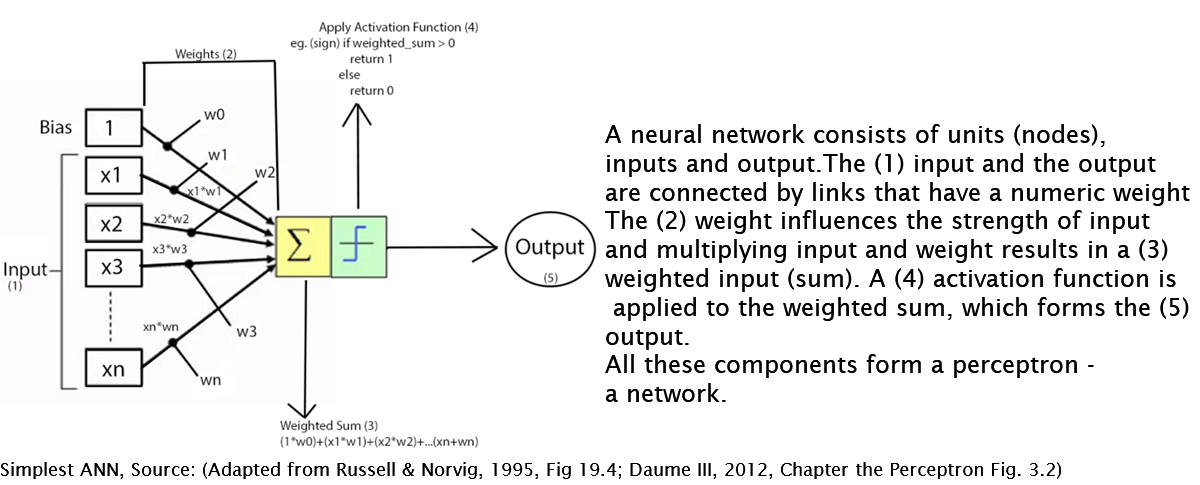 Apply Activation Function (4)
eg. (sign) if weighted_sum > 0
return 1
else
return 0
Weights (2)
Bias
1
w0
w1
x1
x1*w1
w2
x2
x2*w2
x3*w3
x3
Input
(1)
w3
xn*wn
xn
wn
Σ
Output
(5)
Weighted Sum (3)
(1*w0)+(x1*w1)+(x2*w2)+...(xn+wn)
A neural network consists of units (nodes),
inputs and output.The (1) input and the output
are connected by links that have a numeric weight
The (2) weight influences the strength of input
and multiplying input and weight results in a (3)
weighted input (sum). A (4) activation function is
applied to the weighted sum, which forms the (5)
output.
All these components form a perceptron -
a network.
Simplest ANN, Source: (Adapted from Russell & Norvig, 1995, Fig 19.4; Daume III, 2012, Chapter the Perceptron Fig. 3.2)